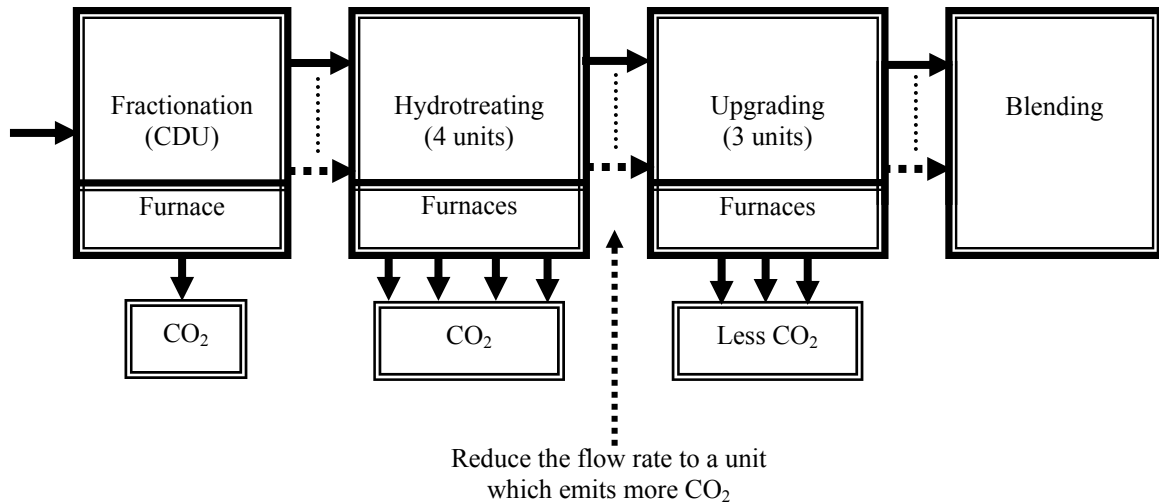 Fractionation
(CDU)
Furnace
CO₂
Hydrotreating
(4 units)
Furnaces
CO₂
Upgrading
(3 units)
Furnaces
Less CO₂
Blending
Reduce the flow rate to a unit
which emits more CO₂